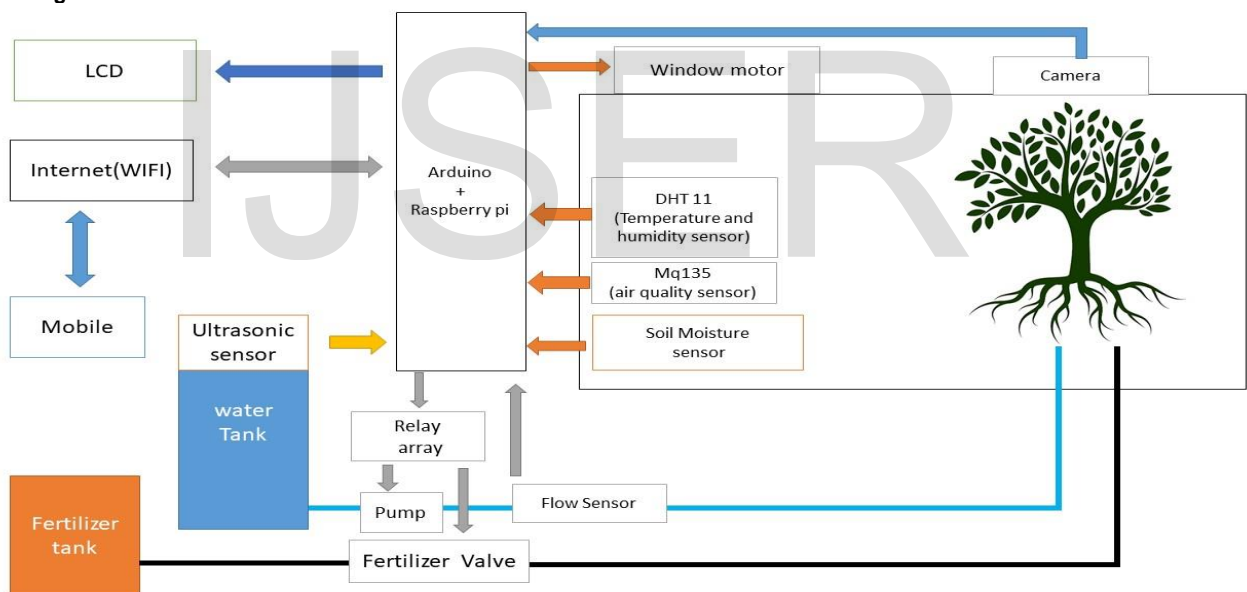 IJSER
LCD
Window motor
Camera
Internet(WIFI)
Arduino
+
Raspberry pi
DHT 11
(Temperature and
humidity sensor)
Mq135
(air quality sensor)
Mobile
Ultrasonic
sensor
Soil Moisture
sensor
water
Tank
Relay
array
Flow Sensor
Pump
Fertilizer
tank
Fertilizer Valve